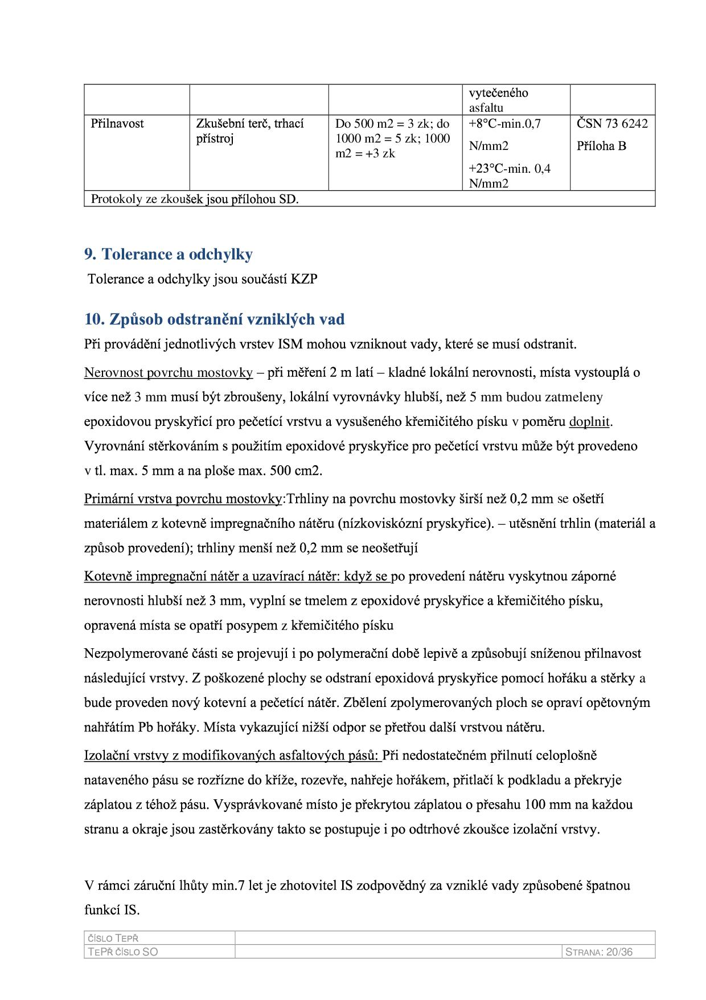 vytečeného
asfaltu
Přilnavost
Zkušební terč, trhací
přístroj
Do 500 m2 = 3 zk; do
1000 m2 = 5 zk; 1000
m2 = +3 zk
+8°C-min.0,7
N/mm2
+23°C-min. 0,4
N/mm2
ČSN 73 6242
Příloha B
Protokoly ze zkoušek jsou přílohou SD.
9. Tolerance a odchylky
Tolerance a odchylky jsou součástí KZP
10. Způsob odstranění vzniklých vad
Při provádění jednotlivých vrstev ISM mohou vzniknout vady, které se musí odstranit.
Nerovnost povrchu mostovky – při měření 2 m latí – kladné lokální nerovnosti, místa vystouplá o
více než 3 mm musí být zbroušeny, lokální vyrovnávky hlubší, než 5 mm budou zatmeleny
epoxidovou pryskyřicí pro pečetící vrstvu a vysušeného křemičitého písku v poměru doplnit.
Vyrovnání stěrkováním s použitím epoxidové pryskyřice pro pečetící vrstvu může být provedeno
v tl. max. 5 mm a na ploše max. 500 cm2.
Primární vrstva povrchu mostovky:Trhliny na povrchu mostovky širší než 0,2 mm se ošetří
materiálem z kotevně impregnačního nátěru (nízkoviskózní pryskyřice). – utěsnění trhlin (materiál a
způsob provedení); trhliny menší než 0,2 mm se neošetřují
Kotevně impregnační nátěr a uzavírací nátěr: když se po provedení nátěru vyskytnou záporné
nerovnosti hlubší než 3 mm, vyplní se tmelem z epoxidové pryskyřice a křemičitého písku,
opravená místa se opatří posypem z křemičitého písku
Nezpolymerované části se projevují i po polymerační době lepivě a způsobují sníženou přilnavost
následující vrstvy. Z poškozené plochy se odstraní epoxidová pryskyřice pomocí hořáku a stěrky a
bude proveden nový kotevní a pečetící nátěr. Zbělení zpolymerovaných ploch se opraví opětovným
nahřátím Pb hořáky. Místa vykazující nižší odpor se přetřou další vrstvou nátěru.
Izolační vrstvy z modifikovaných asfaltových pásů: Při nedostatečném přilnutí celoplošně
nataveného pásu se rozřízne do kříže, rozevře, nahřeje hořákem, přitlačí k podkladu a překryje
záplatou z téhož pásu. Vysprávkované místo je překrytou záplatou o přesahu 100 mm na každou
stranu a okraje jsou zastěrkovány takto se postupuje i po odtrhové zkoušce izolační vrstvy.
V rámci záruční lhůty min.7 let je zhotovitel IS zodpovědný za vzniklé vady způsobené špatnou
funkcí IS.
ČÍSLO TEPŘ
TEPŘ ČÍSLO SO
STRANA: 20/36